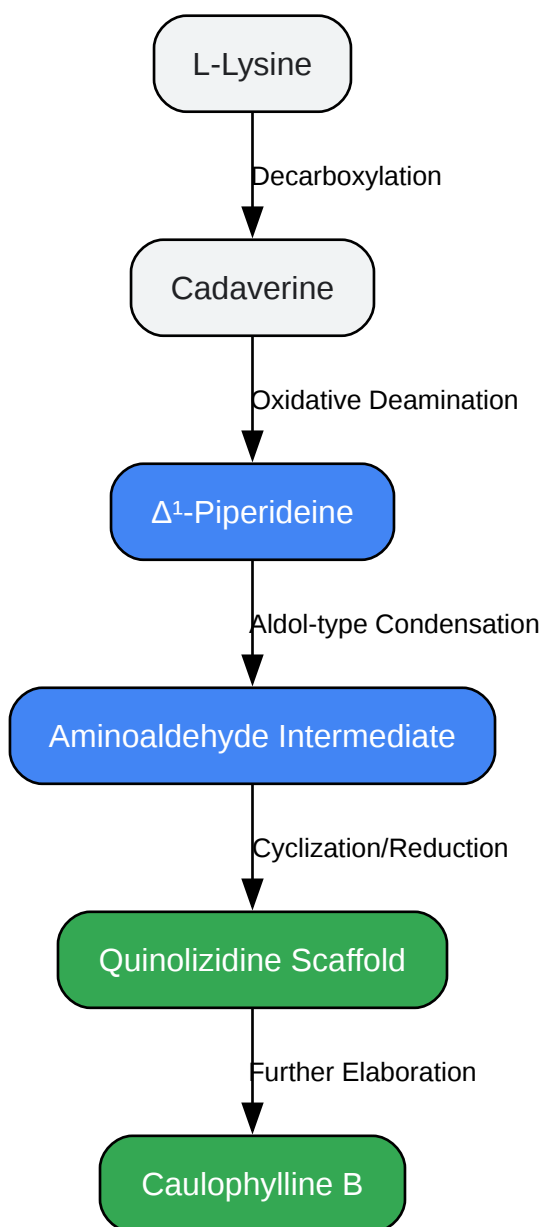 L-Lysine
Decarboxylation
Cadaverine
Oxidative Deamination
Δ¹-Piperideine
Aldol-type Condensation
Aminoaldehyde Intermediate
Cyclization/Reduction
Quinolizidine Scaffold
Further Elaboration
Caulophylline B